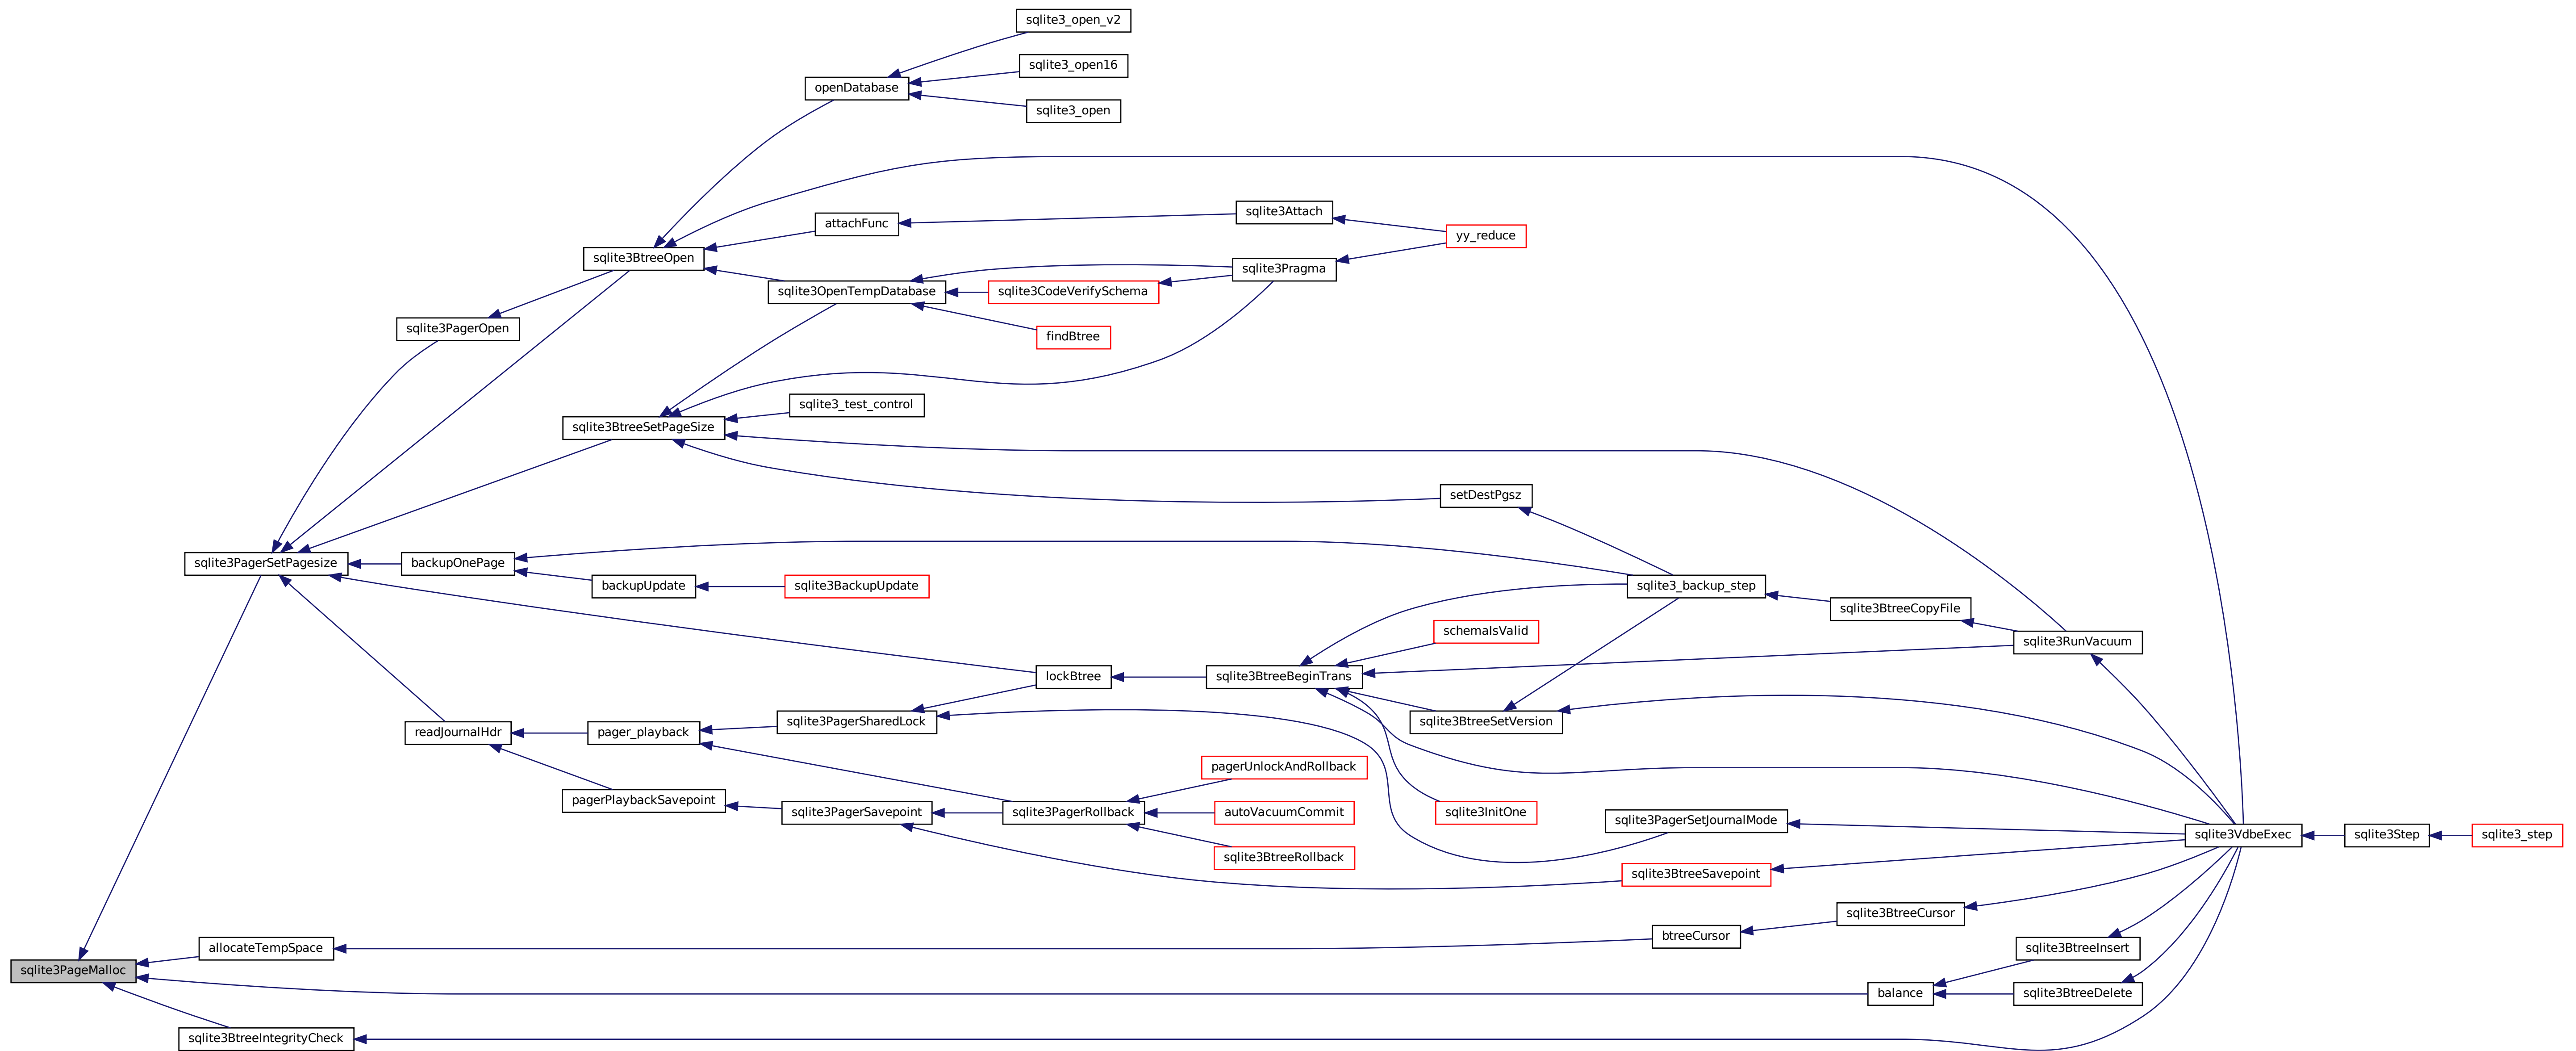 sqlite3_open_v2
sqlite3_open16
openDatabase
sqlite3_open
sqlite3Attach
attachFunc
yy_reduce
sqlite3BtreeOpen
sqlite3Pragma
sqlite3OpenTempDatabase
sqlite3CodeVerifySchema
sqlite3PagerOpen
findBtree
sqlite3_test_control
sqlite3BtreeSetPageSize
setDestPgsz
sqlite3PagerSetPagesize
backupOnePage
backupUpdate
sqlite3BackupUpdate
sqlite3_backup_step
sqlite3BtreeCopyFile
schemaIsValid
sqlite3RunVacuum
lockBtree
sqlite3BtreeBeginTrans
sqlite3PagerSharedLock
sqlite3BtreeSetVersion
readJournalHdr
pager_playback
pagerUnlockAndRollback
pagerPlaybackSavepoint
sqlite3PagerSavepoint
sqlite3PagerRollback
autoVacuumCommit
sqlite3InitOne
sqlite3PagerSetJournalMode
sqlite3VdbeExec
sqlite3Step
sqlite3_step
sqlite3BtreeRollback
sqlite3BtreeSavepoint
sqlite3BtreeCursor
btreeCursor
allocateTempSpace
sqlite3BtreeInsert
sqlite3PageMalloc
balance
sqlite3BtreeDelete
sqlite3BtreeIntegrityCheck